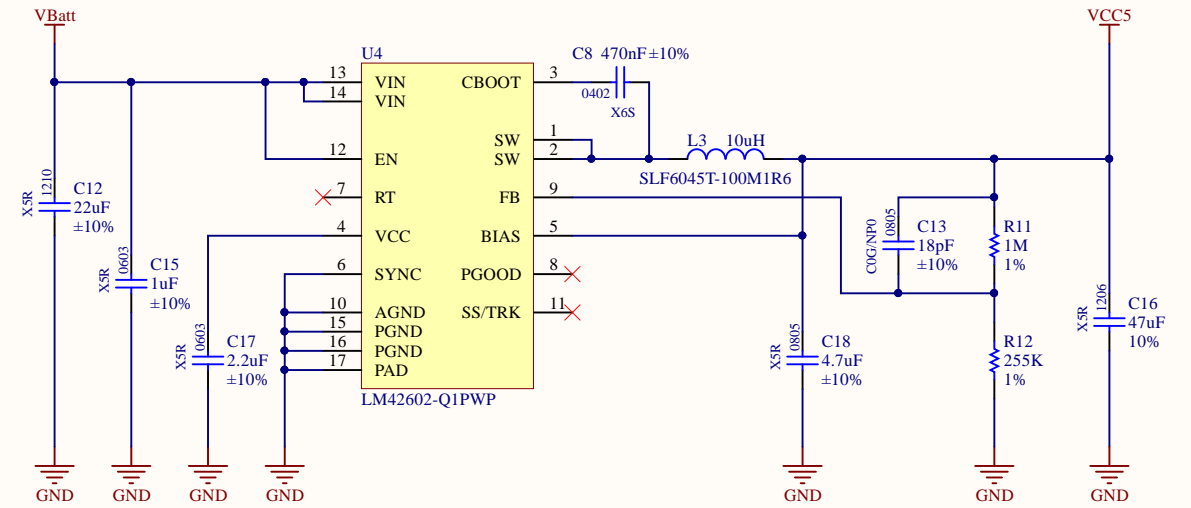 VBatt
VCC5
U4
C8 470nF±10%
0402
X6S
13 VIN
14 VIN
12 EN
7 RT
4 VCC
6 SYNC
10 AGND
15 PGND
16 PGND
17 PAD
CBOOT 3
SW 1
SW 2
FB 9
BIAS 5
PGOOD 8
SS/TRK 11
LM42602-Q1PWP
L3 10uH
SLF6045T-100M1R6
X5R
1210
C12
22uF
±10%
X5R
0603
C15
1uF
±10%
X5R
0603
C17
2.2uF
±10%
C0G/NP0
0805
C13
18pF
±10%
R11
1M
1%
R12
255K
1%
X5R
0805
C18
4.7uF
±10%
X5R
1206
C16
47uF
10%
GND
GND
GND
GND
GND
GND
GND